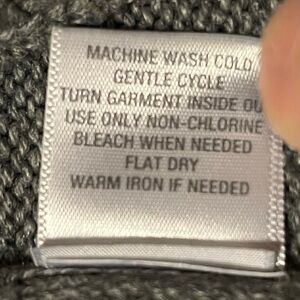 MACHINE WASH COLD
GENTLE CYCLE
TURN GARMENT INSIDE OU
USE ONLY NON-CHLORINE
BLEACH WHEN NEEDED
FLAT DRY
WARM IRON IF NEEDED